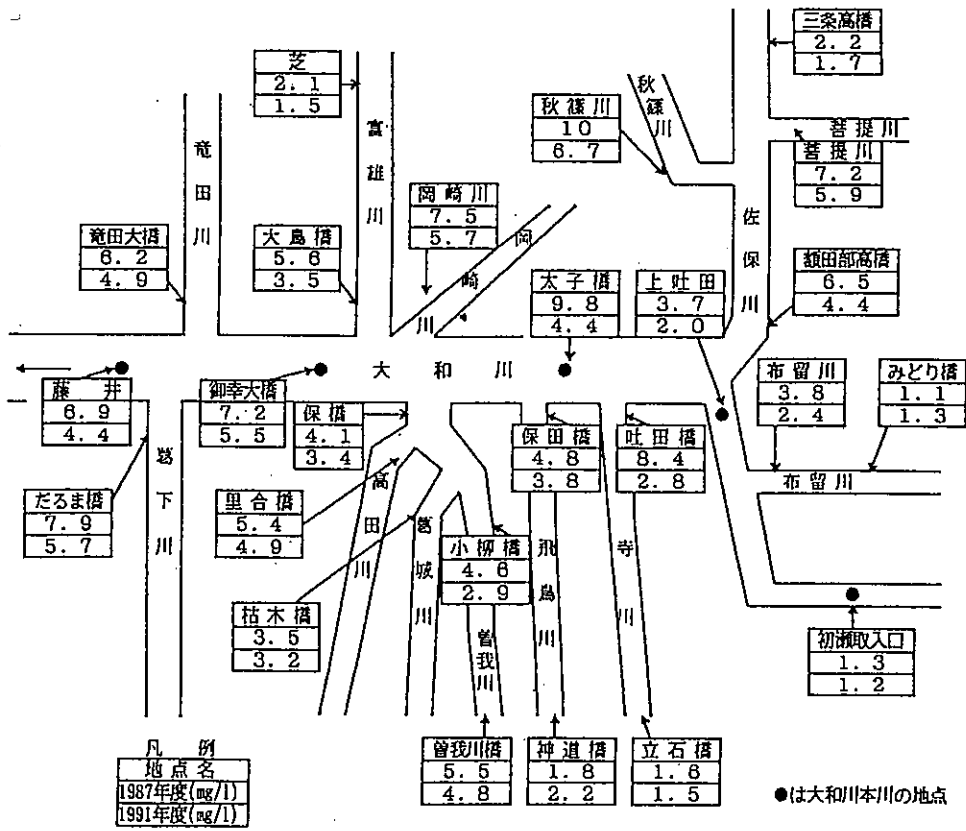 三条高橋
2.2
1.7
芝
2.1
1.5
秋篠川
10
6.7
秋篠川
菩提川
菩提川
7.2
5.9
竜田川
富雄川
岡崎川
7.5
5.7
岡崎川
佐保川
竜田大橋
6.2
4.9
大島橋
5.6
3.5
太子橋
9.8
4.4
上吐田
3.7
2.0
額田部高橋
6.5
4.4
大和川
藤井
6.9
4.4
御幸大橋
7.2
5.5
保橋
4.1
3.4
保田橋
4.8
3.8
吐田橋
8.4
2.8
布留川
3.8
2.4
みどり橋
1.1
1.3
布留川
だるま橋
7.9
5.7
葛下川
里合橋
5.4
4.9
高田川
葛城川
小柳橋
4.6
2.9
飛鳥川
寺川
枯木橋
3.5
3.2
曽我川
初瀬取入口
1.3
1.2
曽我川橋
5.5
4.8
神道橋
1.8
2.2
立石橋
1.6
1.5
凡例
地点名
1987年度(mg/l)
1991年度(mg/l)
●は大和川本川の地点